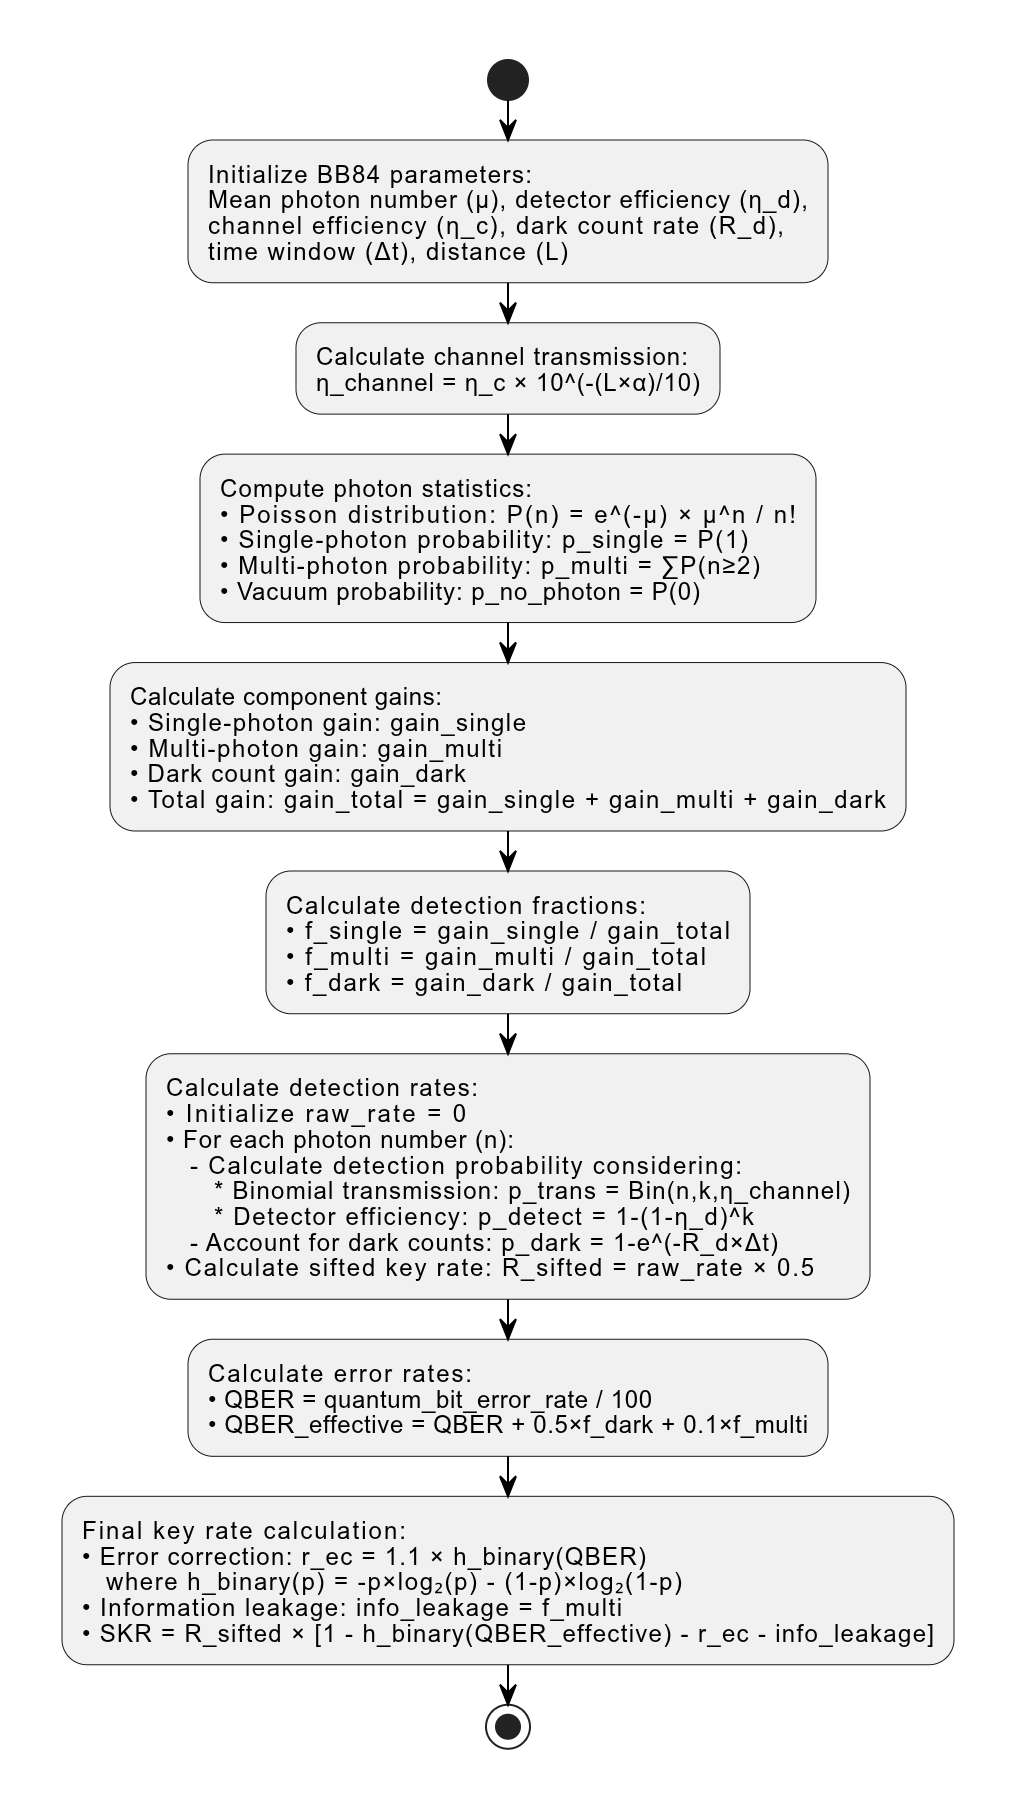 Initialize BB84 parameters:
Mean photon number (μ), detector efficiency (η_d),
channel efficiency (η_c), dark count rate (R_d),
time window (Δt), distance (L)
Calculate channel transmission:
η_channel = η_c × 10^(-(L×α)/10)
Compute photon statistics:
• Poisson distribution: P(n) = e^(-μ) × μ^n / n!
• Single-photon probability: p_single = P(1)
• Multi-photon probability: p_multi = ∑P(n≥2)
• Vacuum probability: p_no_photon = P(0)
Calculate component gains:
• Single-photon gain: gain_single
• Multi-photon gain: gain_multi
• Dark count gain: gain_dark
• Total gain: gain_total = gain_single + gain_multi + gain_dark
Calculate detection fractions:
• f_single = gain_single / gain_total
• f_multi = gain_multi / gain_total
• f_dark = gain_dark / gain_total
Calculate detection rates:
• Initialize raw_rate = 0
• For each photon number (n):
- Calculate detection probability considering:
* Binomial transmission: p_trans = Bin(n,k,η_channel)
* Detector efficiency: p_detect = 1-(1-η_d)^k
- Account for dark counts: p_dark = 1-e^(-R_d×Δt)
• Calculate sifted key rate: R_sifted = raw_rate × 0.5
Calculate error rates:
• QBER = quantum_bit_error_rate / 100
• QBER_effective = QBER + 0.5×f_dark + 0.1×f_multi
Final key rate calculation:
• Error correction: r_ec = 1.1 × h_binary(QBER)
where h_binary(p) = -p×log₂(p) - (1-p)×log₂(1-p)
• Information leakage: info_leakage = f_multi
• SKR = R_sifted × [1 - h_binary(QBER_effective) - r_ec - info_leakage]